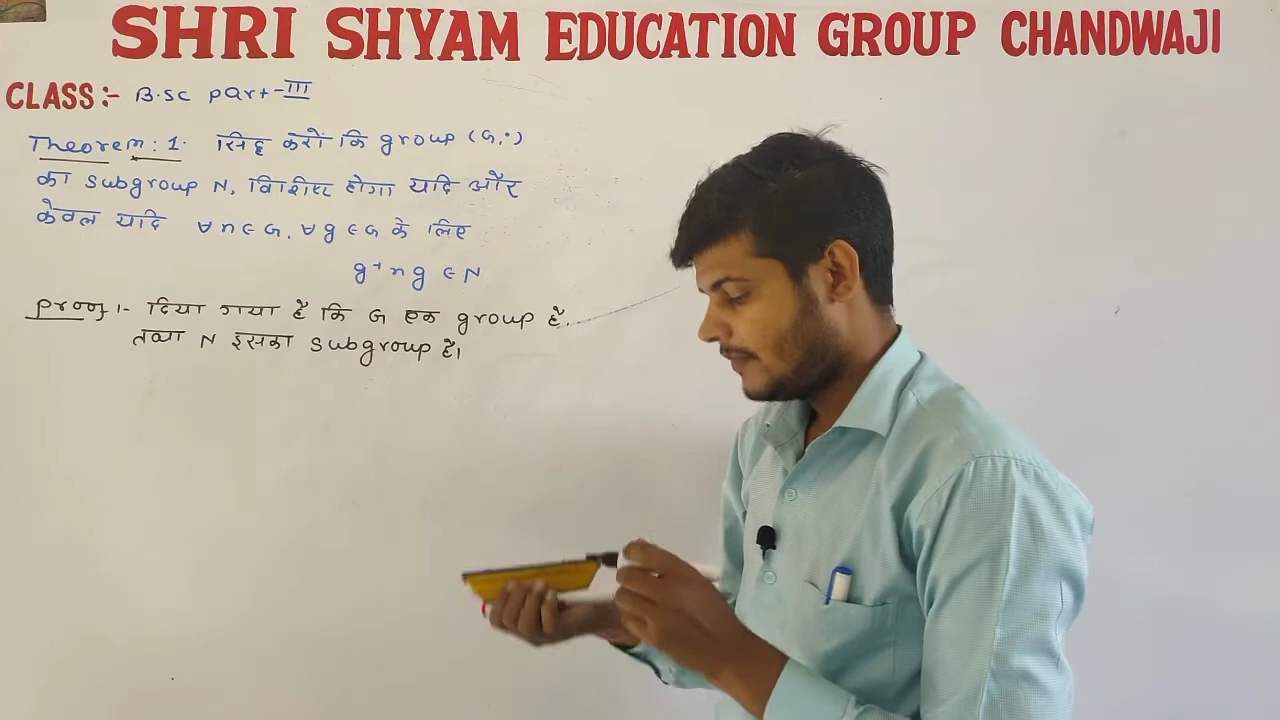 SHRI SHYAM EDUCATION GROUP CHANDWAJI
CLASS:- B.SC part-III
Theorem: 1. सिद्ध करों कि group (G,•)
का subgroup N, विशिष्ट होगा यदि और
केवल यदि ∀n∈G, ∀g∈G के लिए
g⁻¹ng ∈N
Proof:- दिया गया है कि G एक group है.
तथा N इसका subgroup है।